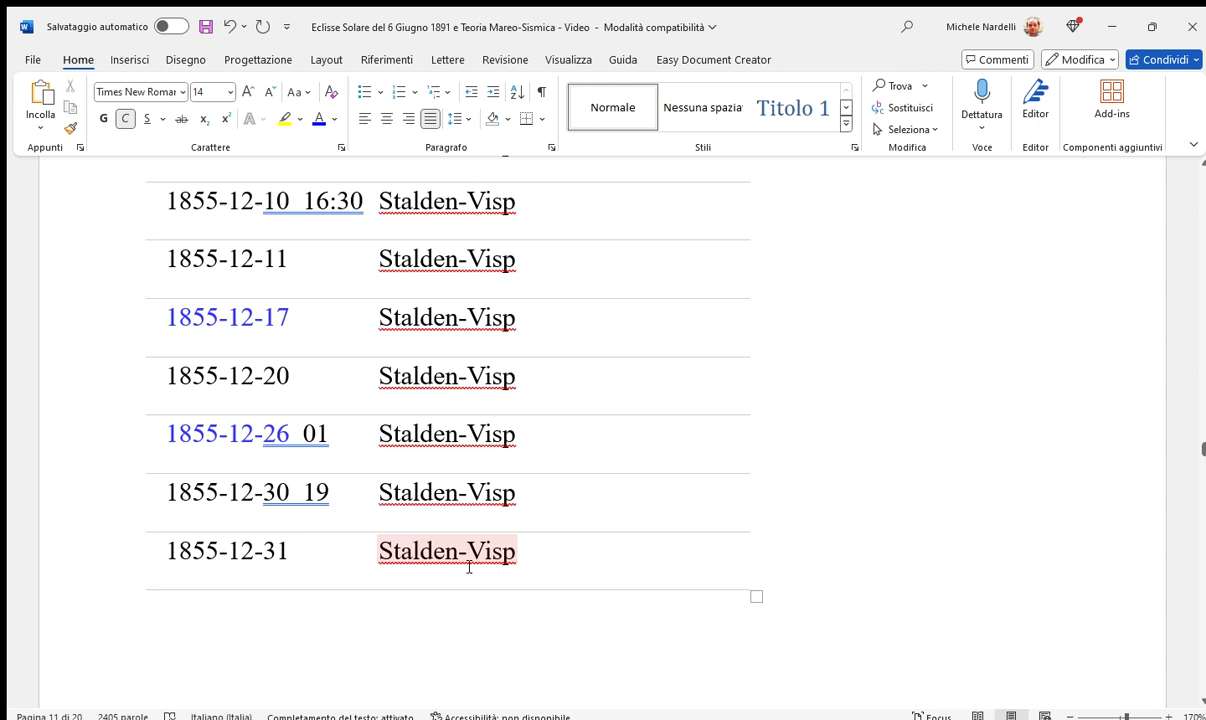 Salvataggio automatico Eclisse Solare del 6 Giugno 1891 e Teoria Mareo-Sismica - Video - Modalità compatibilità Michele Nardelli
File Home Inserisci Disegno Progettazione Layout Riferimenti Lettere Revisione Visualizza Guida Easy Document Creator Commenti Modifica Condividi
Incolla
Times New Romar 14
Aa
G C S ab x₂ x² A A
Normale
Nessuna spazia
Titolo 1
Trova
Sostituisci
Seleziona
Dettatura
Editor
Add-ins
Appunti Carattere Paragrafo Stili Modifica Voce Editor Componenti aggiuntivi
1855-12-10 16:30 Stalden-Visp
1855-12-11 Stalden-Visp
1855-12-17 Stalden-Visp
1855-12-20 Stalden-Visp
1855-12-26 01 Stalden-Visp
1855-12-30 19 Stalden-Visp
1855-12-31 Stalden-Visp
Pagina 11 di 20 2405 parole Italiano (Italia) Completamento del testo: attivato Accessibilità: non disponibile Focus 170%